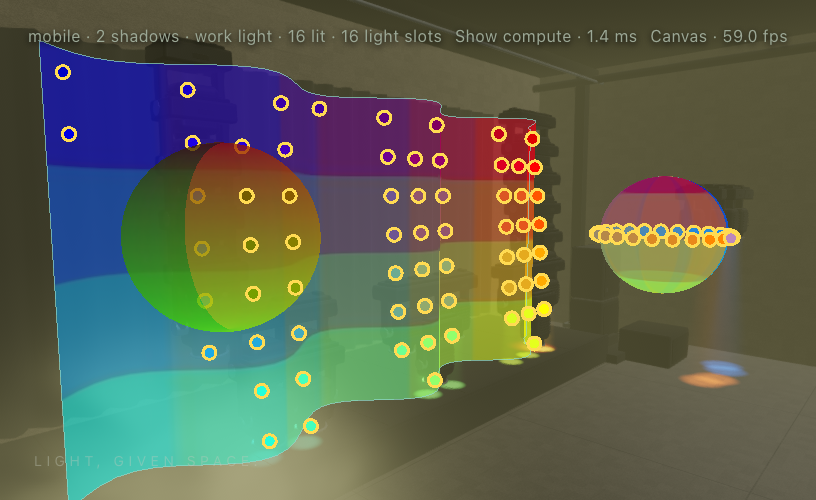 mobile · 2 shadows · work light · 16 lit · 16 light slots Show compute · 1.4 ms Canvas · 59.0 fps
LIGHT, GIVEN SPACE